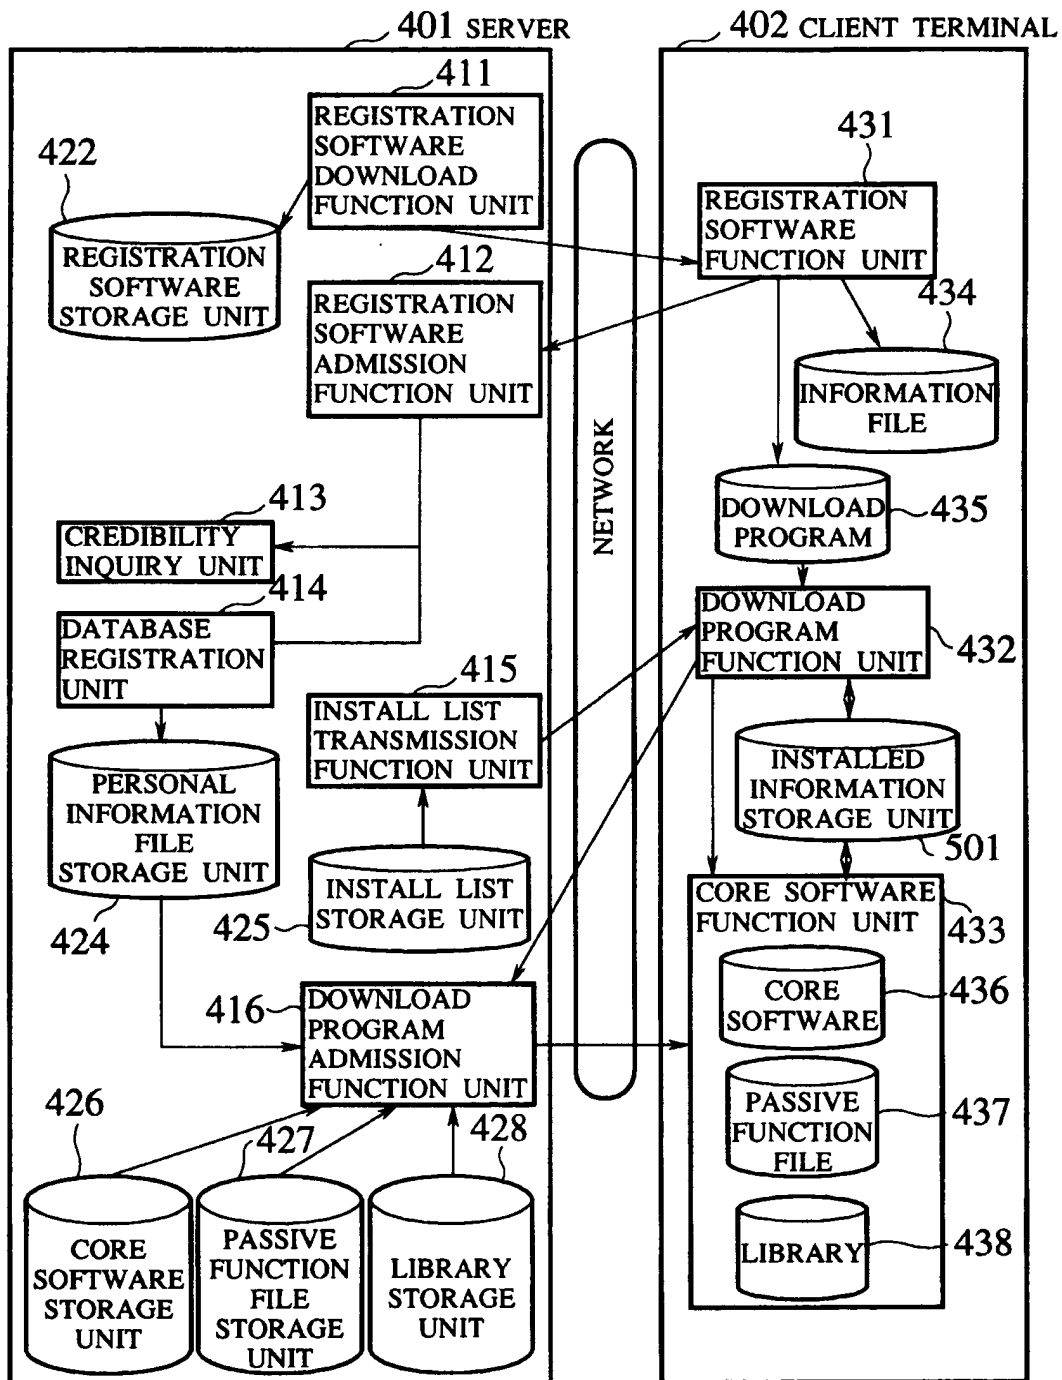 401 SERVER
402 CLIENT TERMINAL
411
REGISTRATION
SOFTWARE
DOWNLOAD
FUNCTION UNIT
422
REGISTRATION
SOFTWARE
STORAGE UNIT
412
REGISTRATION
SOFTWARE
ADMISSION
FUNCTION UNIT
413
CREDIBILITY
INQUIRY UNIT
414
DATABASE
REGISTRATION
UNIT
415
INSTALL LIST
TRANSMISSION
FUNCTION UNIT
PERSONAL
INFORMATION
FILE
STORAGE UNIT
424
INSTALL LIST
STORAGE UNIT
425
416
DOWNLOAD
PROGRAM
ADMISSION
FUNCTION UNIT
426
CORE
SOFTWARE
STORAGE
UNIT
427
PASSIVE
FUNCTION
FILE
STORAGE
UNIT
428
LIBRARY
STORAGE
UNIT
NETWORK
431
REGISTRATION
SOFTWARE
FUNCTION UNIT
434
INFORMATION
FILE
DOWNLOAD
PROGRAM
435
DOWNLOAD
PROGRAM
FUNCTION UNIT
432
INSTALLED
INFORMATION
STORAGE UNIT
501
CORE SOFTWARE
FUNCTION UNIT
433
CORE
SOFTWARE
436
PASSIVE
FUNCTION
FILE
437
LIBRARY
438